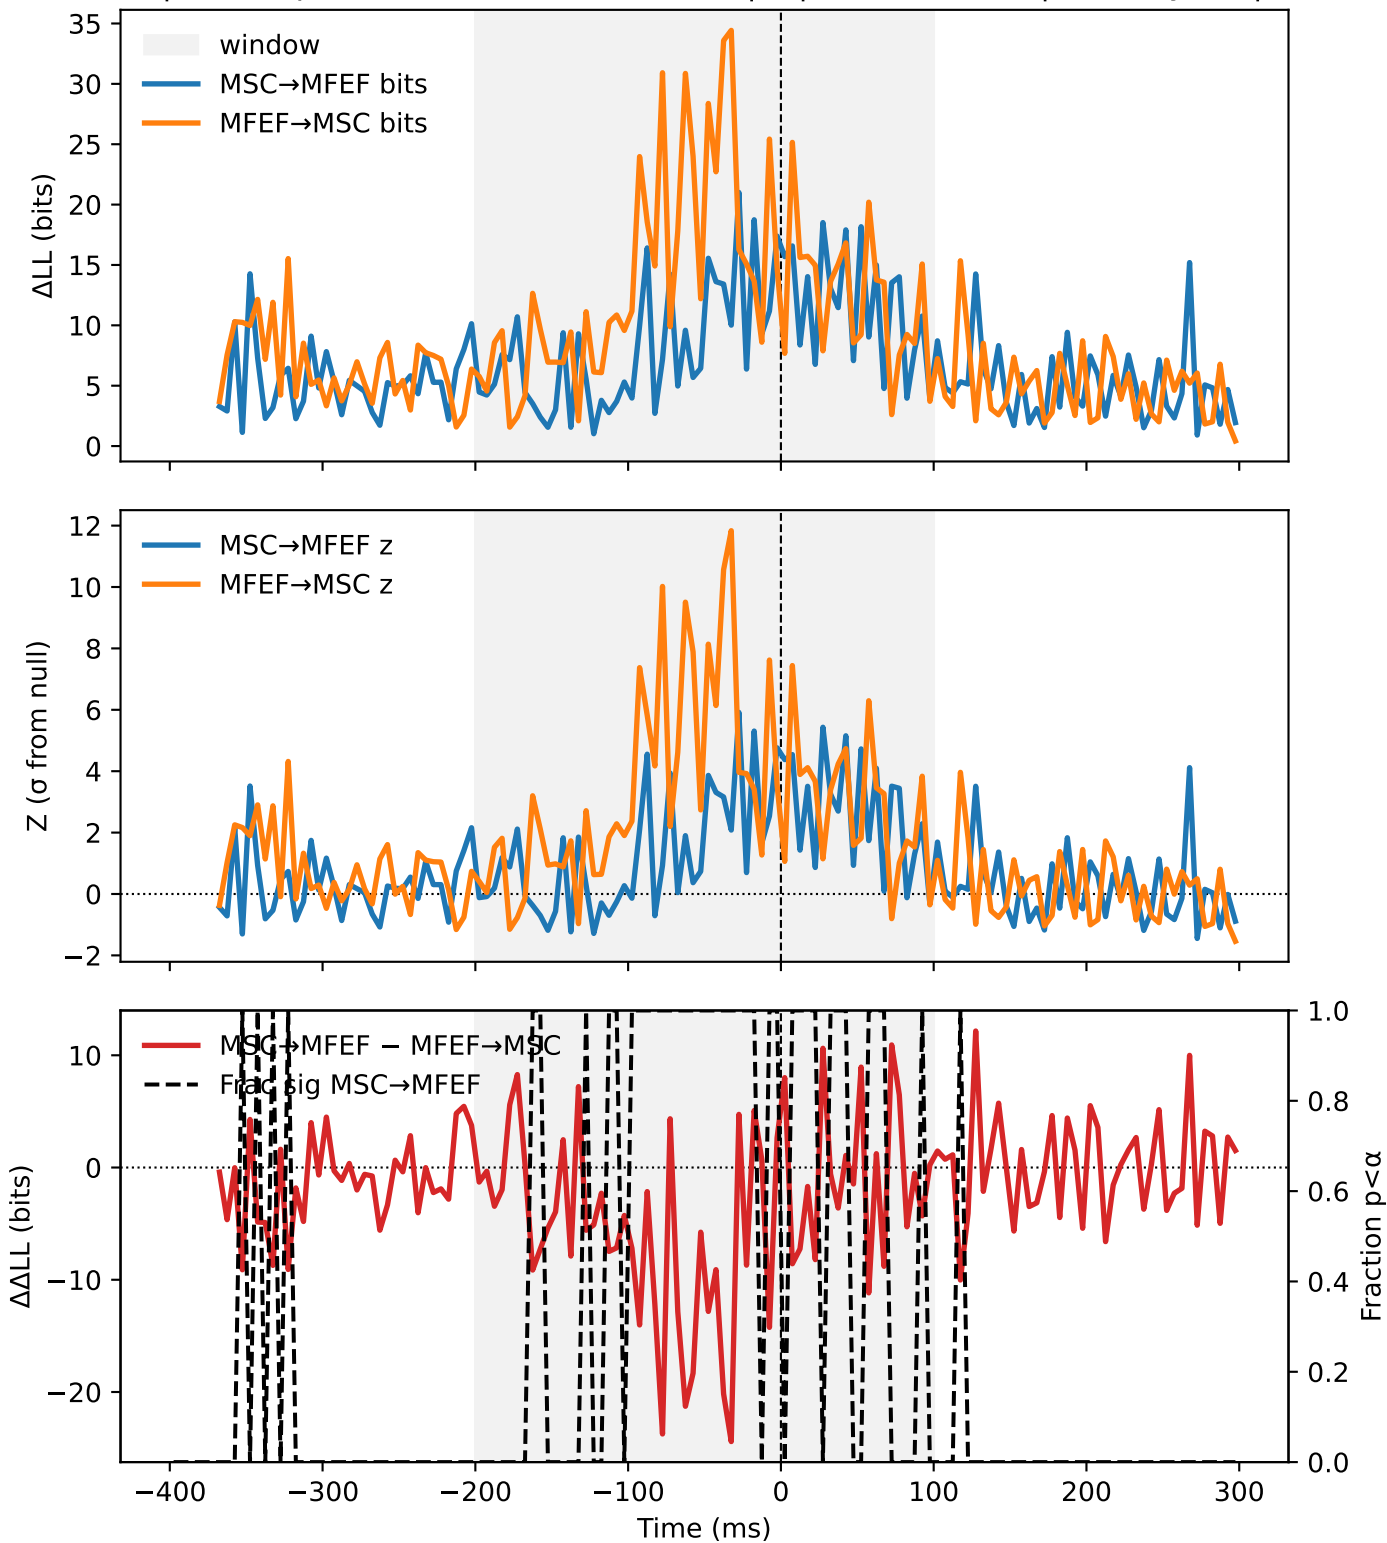 35
30
25
20
15
10
5
0
ΔLL (bits)
window
MSC→MFEF bits
MFEF→MSC bits
12
10
8
6
4
2
0
−2
Z (σ from null)
MSC→MFEF z
MFEF→MSC z
10
0
−10
−20
ΔΔLL (bits)
MSC→MFEF − MFEF→MSC
Frac sig MSC→MFEF
1.0
0.8
0.6
0.4
0.2
0.0
Fraction p<α
−400 −300 −200 −100 0 100 200 300
Time (ms)